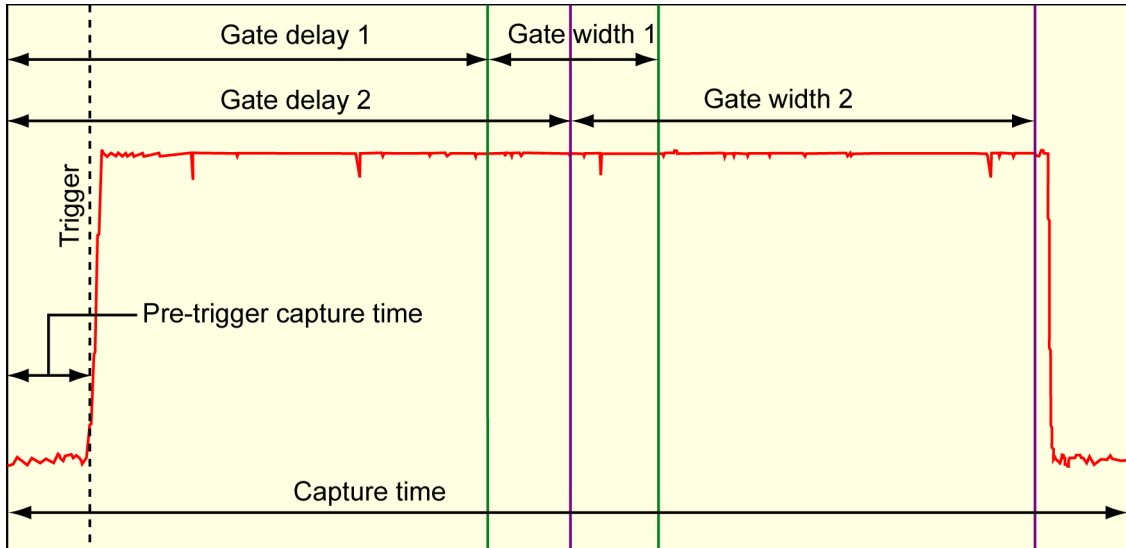 Gate delay 1
Gate width 1
Gate delay 2
Gate width 2
Trigger
Pre-trigger capture time
Capture time